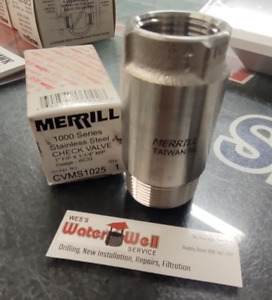 MERRILL
1000 Series
Stainless Steel
CHECK VALVE
CVMS1025 1
MERRILL
TAIWAN
WES'S
Water Well
SERVICE
Drilling, New Installation, Repairs, Filtration